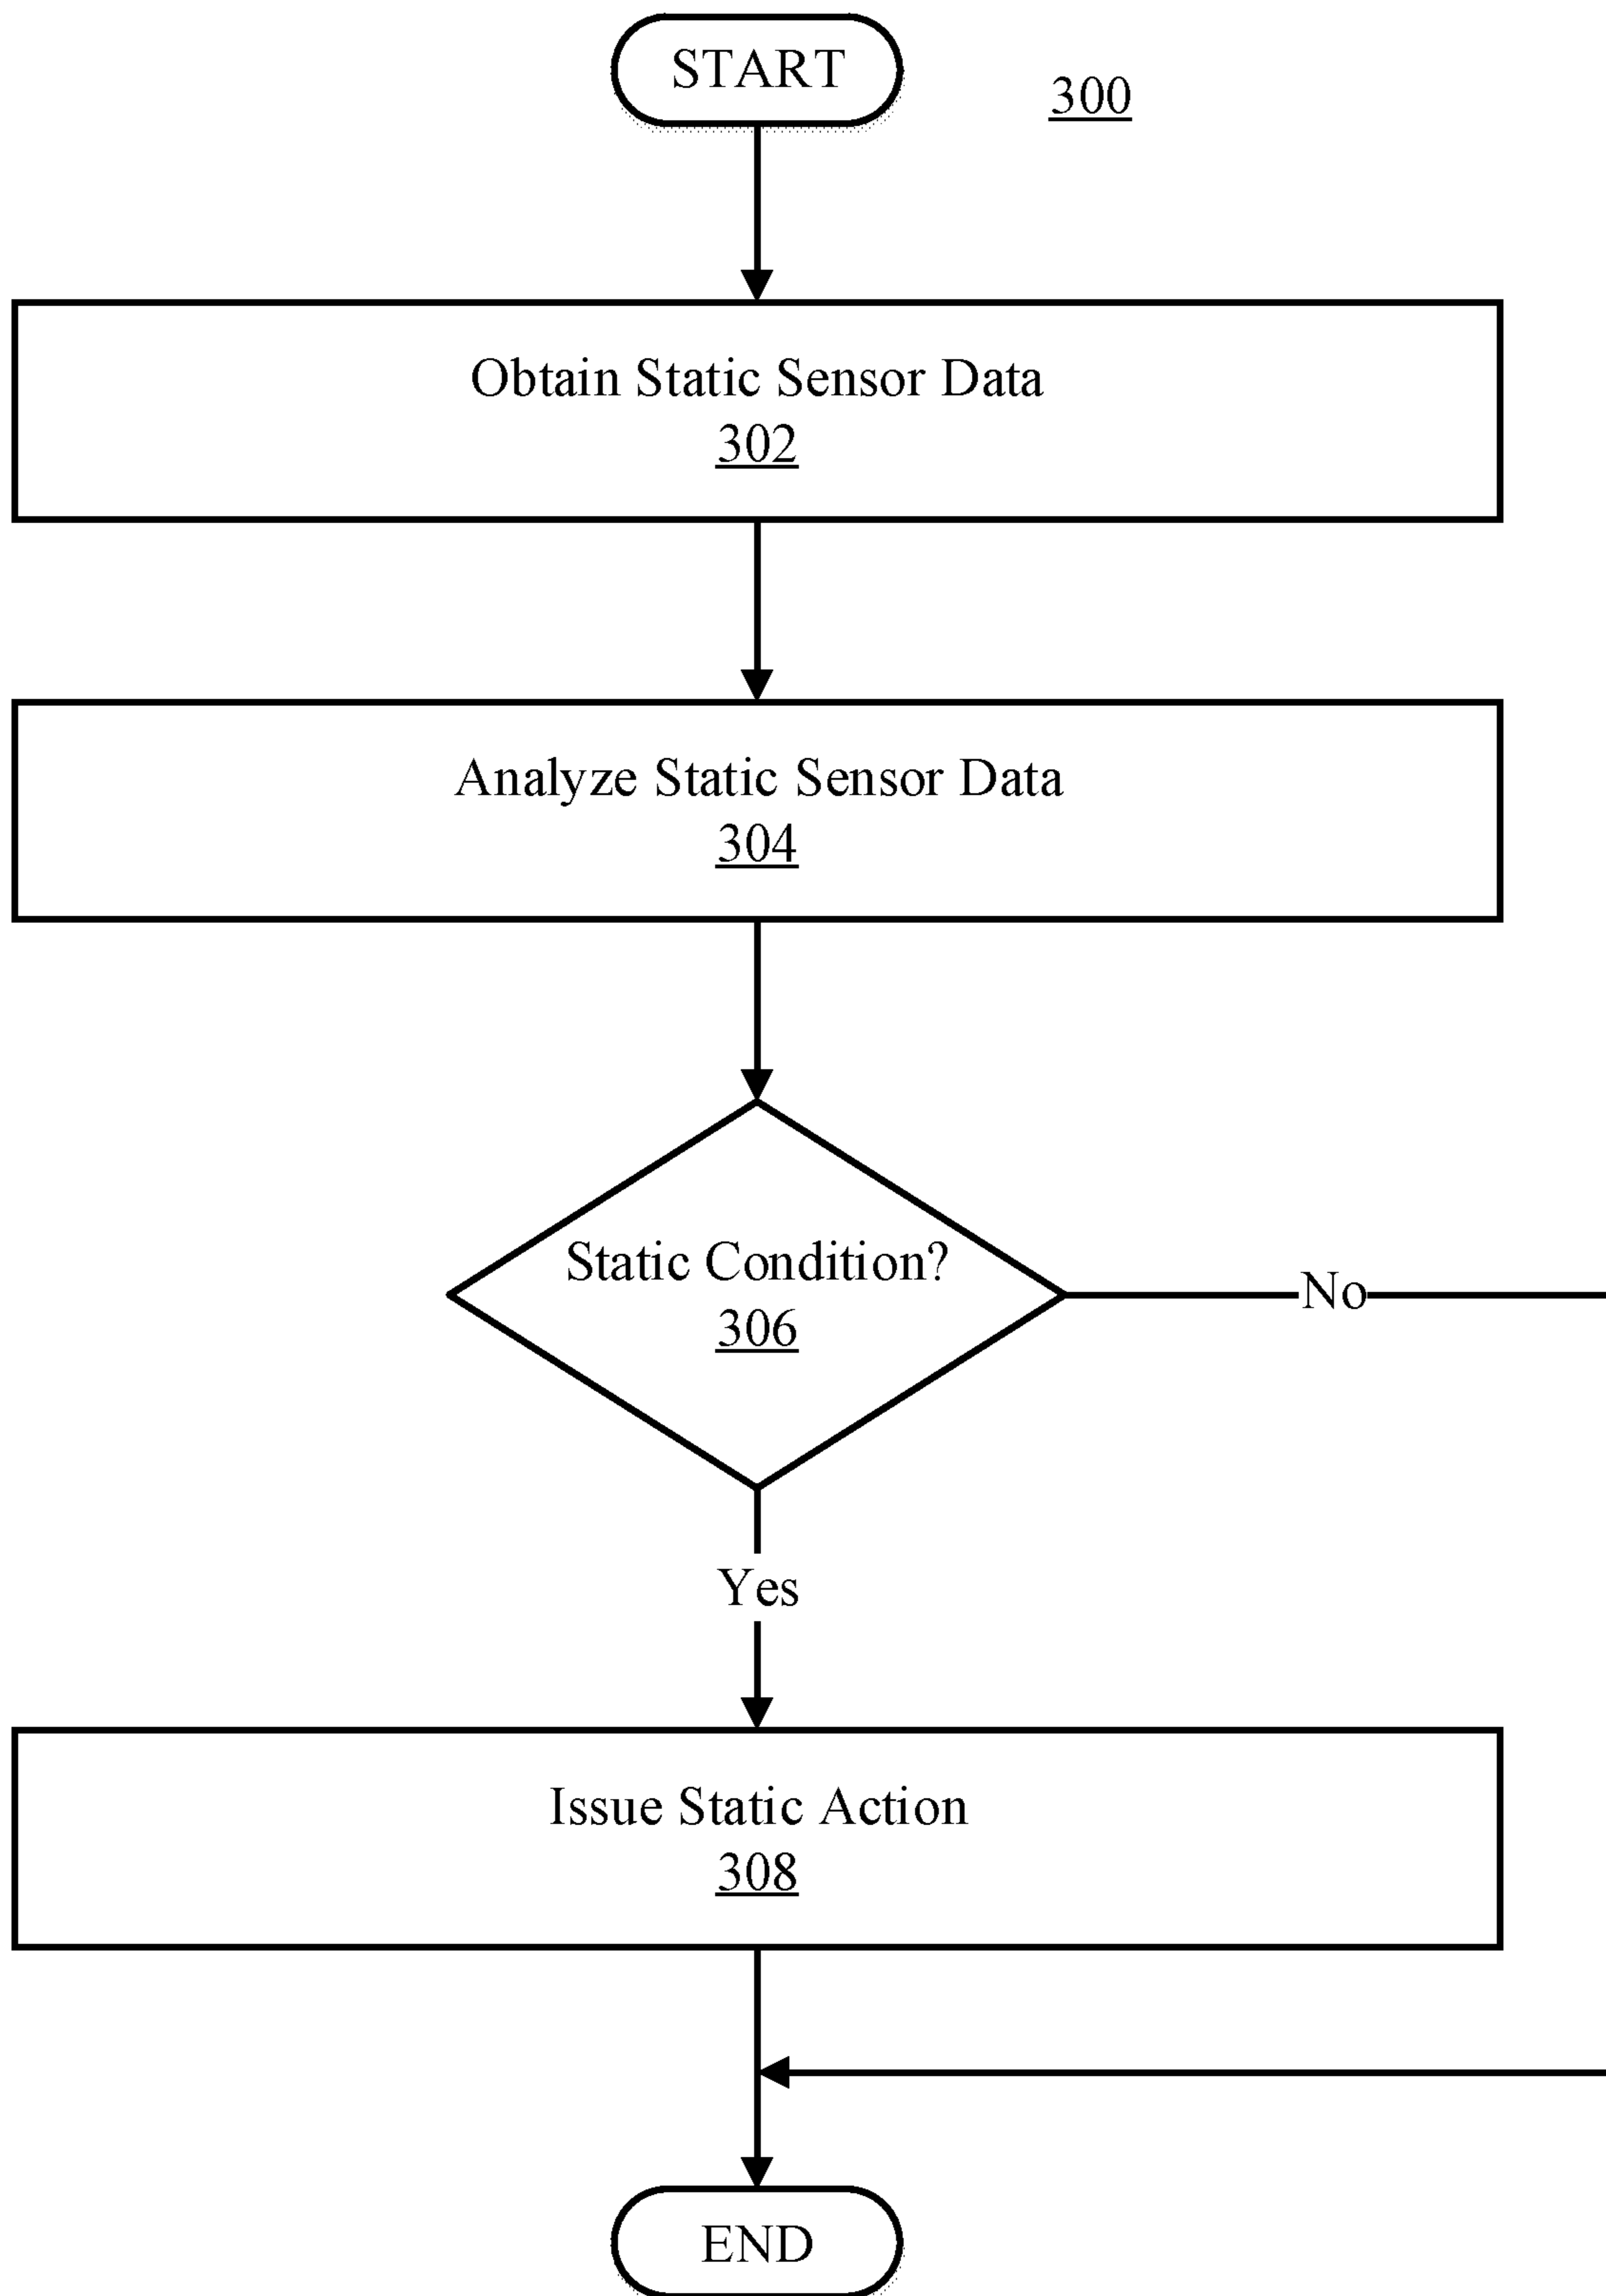 START
300
Obtain Static Sensor Data
302
Analyze Static Sensor Data
304
Static Condition?
306
No
Yes
Issue Static Action
308
END